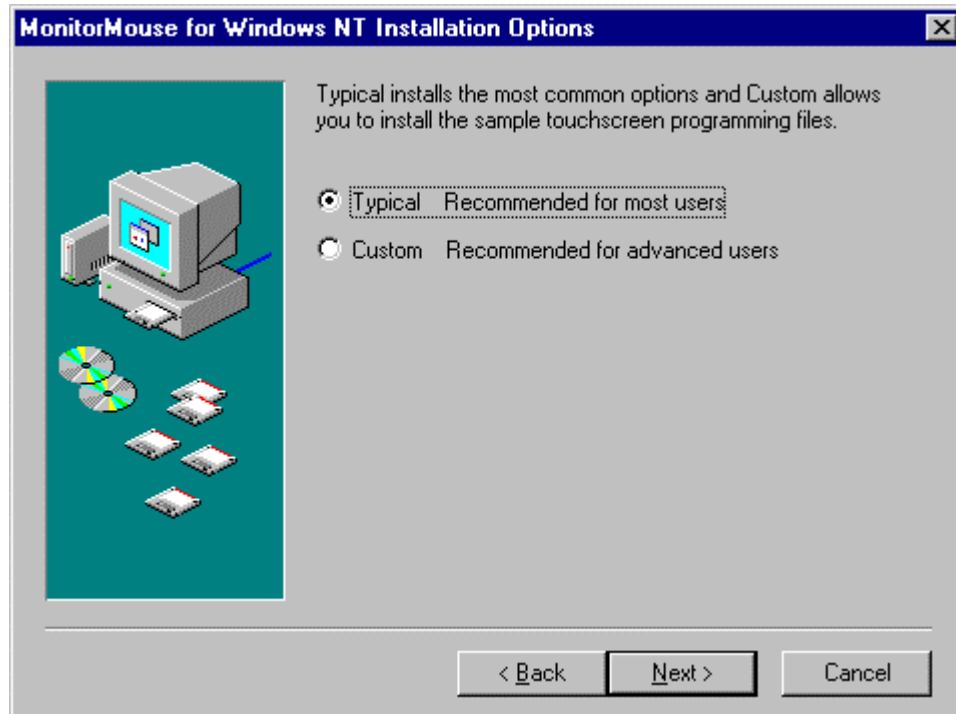 MonitorMouse for Windows NT Installation Options
Typical installs the most common options and Custom allows
you to install the sample touchscreen programming files.
Typical Recommended for most users
Custom Recommended for advanced users
< Back Next > Cancel